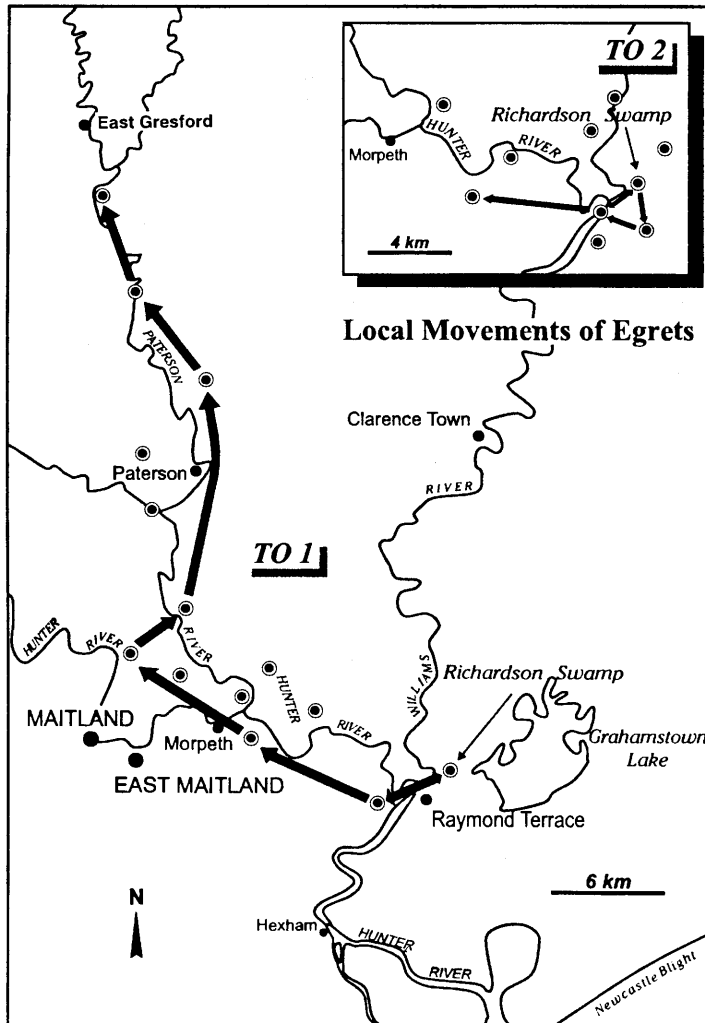 TO 2
Richardson Swamp
HUNTER
RIVER
Morpeth
4 km
East Gresford
Local Movements of Egrets
PATERSON
Clarence Town
Paterson
RIVER
TO 1
HUNTER
RIVER
RIVER
WILLIAMS
Richardson Swamp
HUNTER
RIVER
MAITLAND
Morpeth
Grahamstown
Lake
EAST MAITLAND
Raymond Terrace
N
6 km
Hexham
HUNTER
RIVER
Newcastle Blight